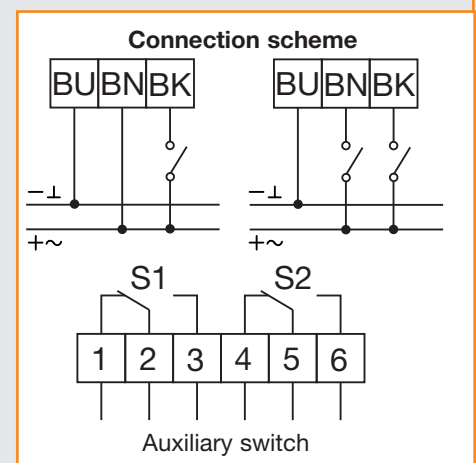 Connection scheme
BU BN BK BU BN BK
−⊥ −⊥
+~ +~
S1 S2
1 2 3 4 5 6
Auxiliary switch